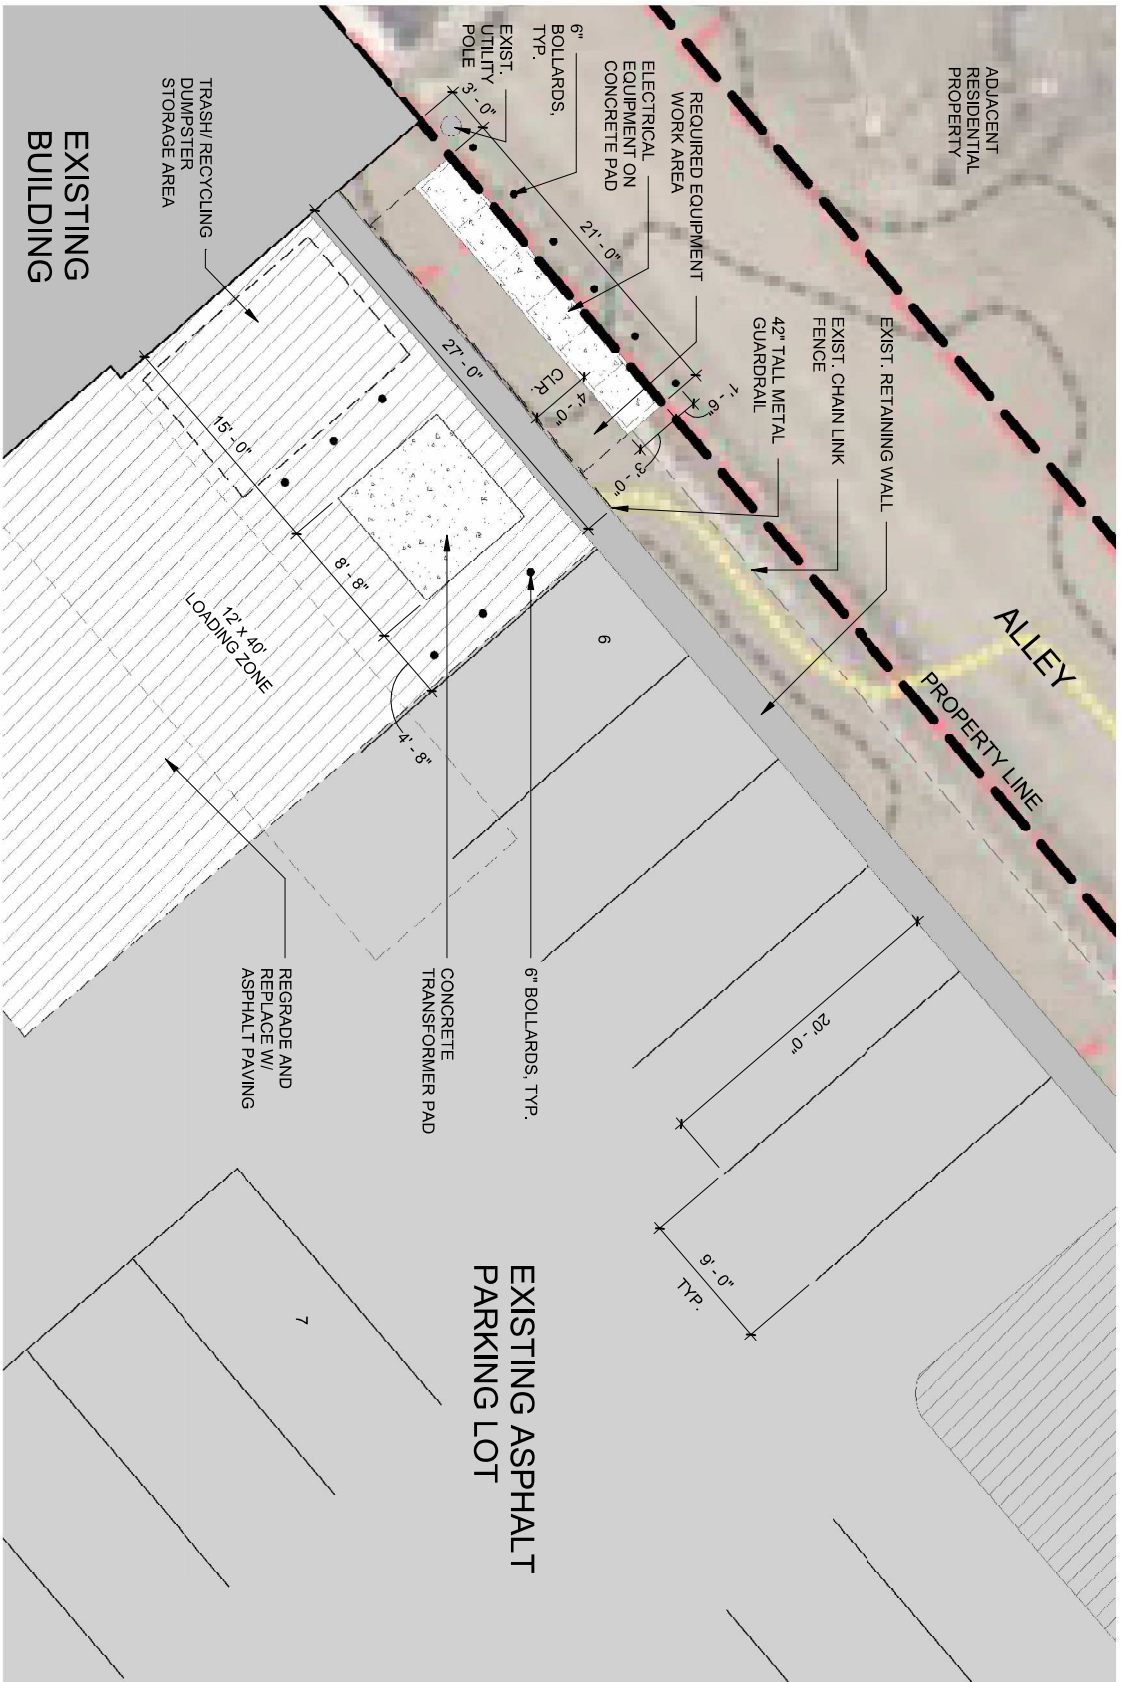 ADJACENT
RESIDENTIAL
PROPERTY
ALLEY
PROPERTY LINE
EXIST. RETAINING WALL
EXIST. CHAIN LINK
FENCE
42" TALL METAL
GUARDRAIL
REQUIRED EQUIPMENT
WORK AREA
ELECTRICAL
EQUIPMENT ON
CONCRETE PAD
6"
BOLLARDS,
TYP.
EXIST.
UTILITY
POLE
3' - 0"
21' - 0"
1' - 6"
3' - 0"
4' - 0"
CLR.
27' - 0"
TRASH/ RECYCLING
DUMPSTER
STORAGE AREA
EXISTING
BUILDING
15' - 0"
8' - 8"
4' - 8"
12' x 40'
LOADING ZONE
6
6" BOLLARDS, TYP.
CONCRETE
TRANSFORMER PAD
REGRADE AND
REPLACE W/
ASPHALT PAVING
20' - 0"
9' - 0"
TYP.
EXISTING ASPHALT
PARKING LOT
7